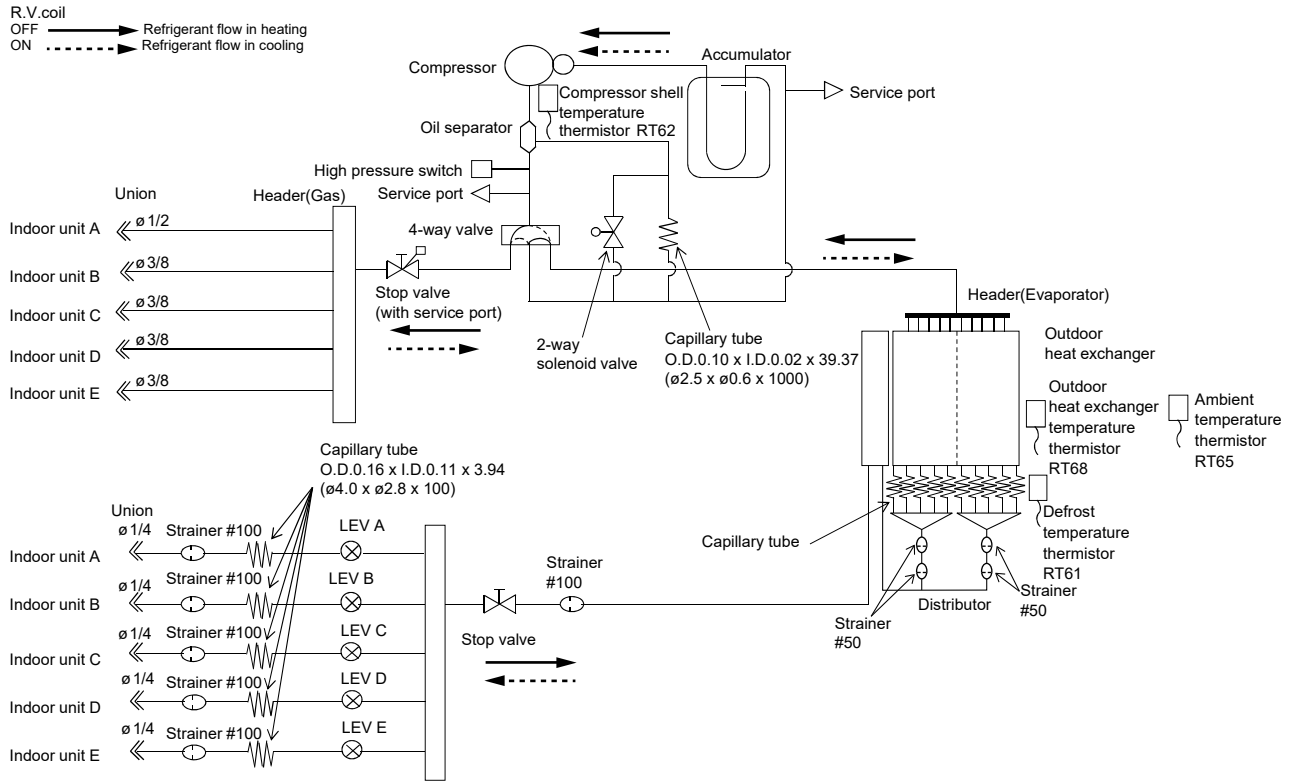 R.V.coil
OFF
Refrigerant flow in heating
ON
Refrigerant flow in cooling
Compressor
Accumulator
Service port
Compressor shell
temperature
thermistor RT62
Oil separator
High pressure switch
Service port
4-way valve
Union
Header(Gas)
Indoor unit A
ø 1/2
Indoor unit B
ø 3/8
Indoor unit C
ø 3/8
Indoor unit D
ø 3/8
Indoor unit E
ø 3/8
Stop valve
(with service port)
2-way
solenoid valve
Capillary tube
O.D.0.10 x I.D.0.02 x 39.37
(ø2.5 x ø0.6 x 1000)
Header(Evaporator)
Outdoor
heat exchanger
Outdoor
heat exchanger
temperature
thermistor
RT68
Ambient
temperature
thermistor
RT65
Defrost
temperature
thermistor
RT61
Capillary tube
Distributor
Strainer
#50
Strainer
#50
Capillary tube
O.D.0.16 x I.D.0.11 x 3.94
(ø4.0 x ø2.8 x 100)
Union
Indoor unit A
ø 1/4
Strainer #100
LEV A
Indoor unit B
ø 1/4
Strainer #100
LEV B
Indoor unit C
ø 1/4
Strainer #100
LEV C
Indoor unit D
ø 1/4
Strainer #100
LEV D
Indoor unit E
ø 1/4
Strainer #100
LEV E
Stop valve
Strainer
#100